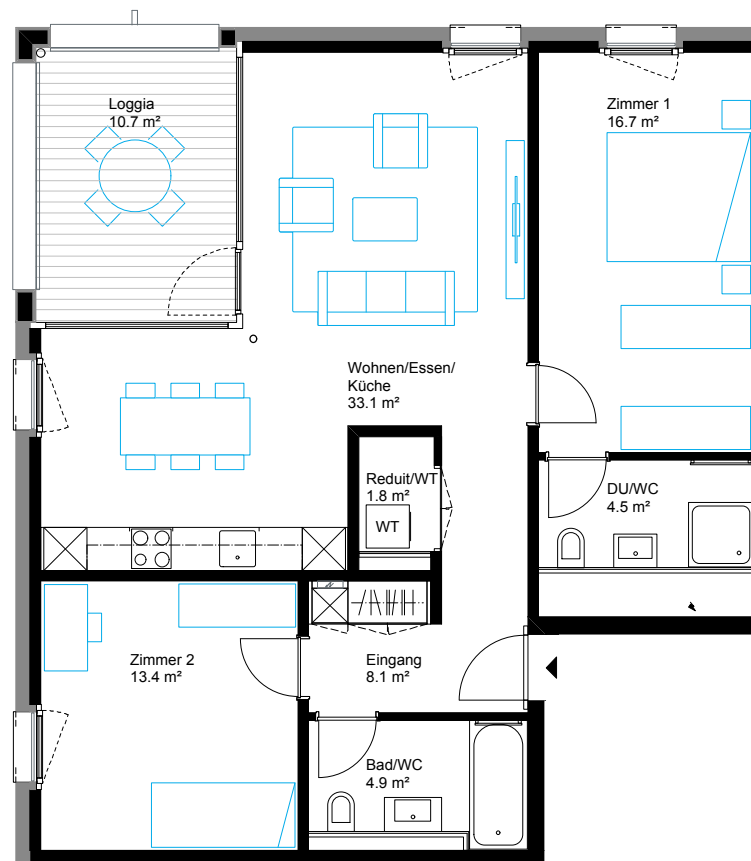 Loggia
10.7 m²
Zimmer 1
16.7 m²
Wohnen/Essen/
Küche
33.1 m²
Reduit/WT
1.8 m²
WT
DU/WC
4.5 m²
Zimmer 2
13.4 m²
Eingang
8.1 m²
Bad/WC
4.9 m²